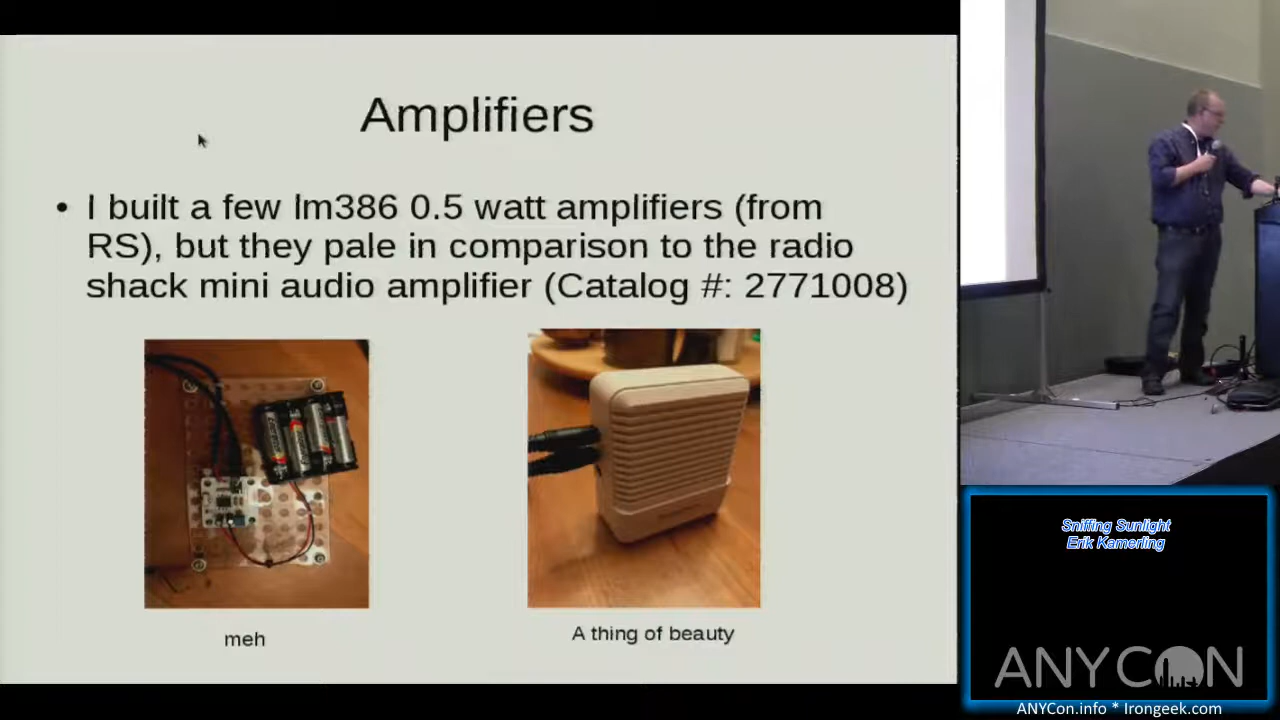 Amplifiers
• I built a few lm386 0.5 watt amplifiers (from
RS), but they pale in comparison to the radio
shack mini audio amplifier (Catalog #: 2771008)
meh
A thing of beauty
Sniffing Sunlight
Erik Kamerling
ANYCON
ANYCon.info * Irongeek.com